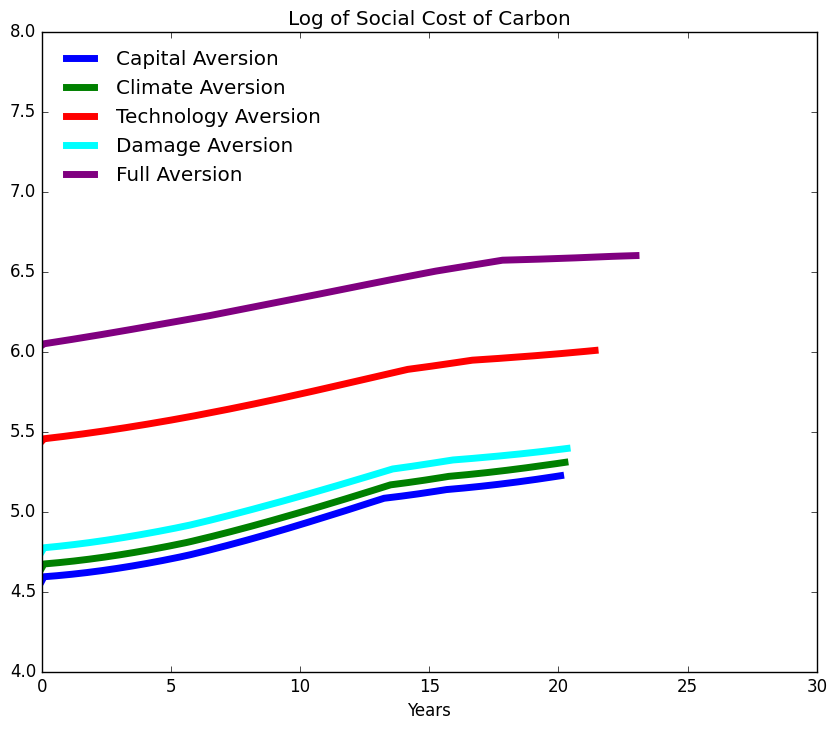 Log of Social Cost of Carbon
8.0
7.5
7.0
6.5
6.0
5.5
5.0
4.5
4.0
Capital Aversion
Climate Aversion
Technology Aversion
Damage Aversion
Full Aversion
0 5 10 15 20 25 30
Years